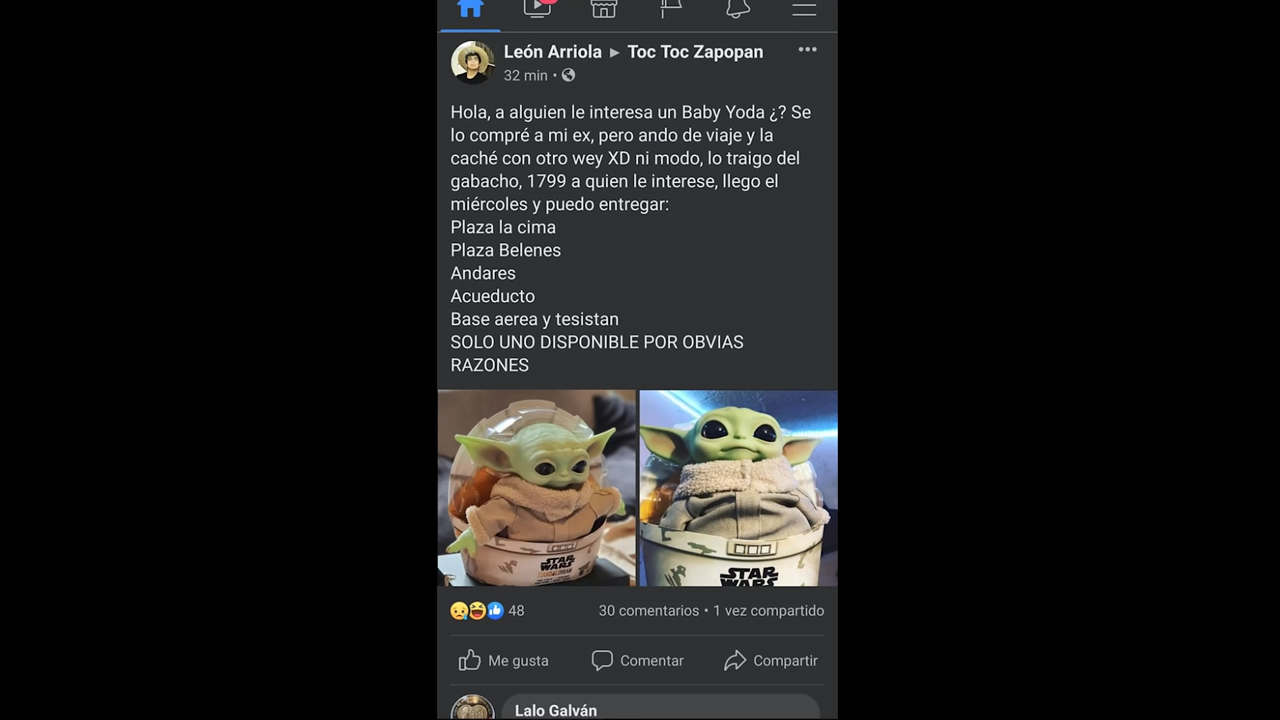 León Arriola ▸ Toc Toc Zapopan
32 min •
Hola, a alguien le interesa un Baby Yoda ¿? Se
lo compré a mi ex, pero ando de viaje y la
caché con otro wey XD ni modo, lo traigo del
gabacho, 1799 a quien le interese, llego el
miércoles y puedo entregar:
Plaza la cima
Plaza Belenes
Andares
Acueducto
Base aerea y tesistan
SOLO UNO DISPONIBLE POR OBVIAS
RAZONES
STAR
WARS
STAR
WARS
48
30 comentarios • 1 vez compartido
Me gusta
Comentar
Compartir
Lalo Galván